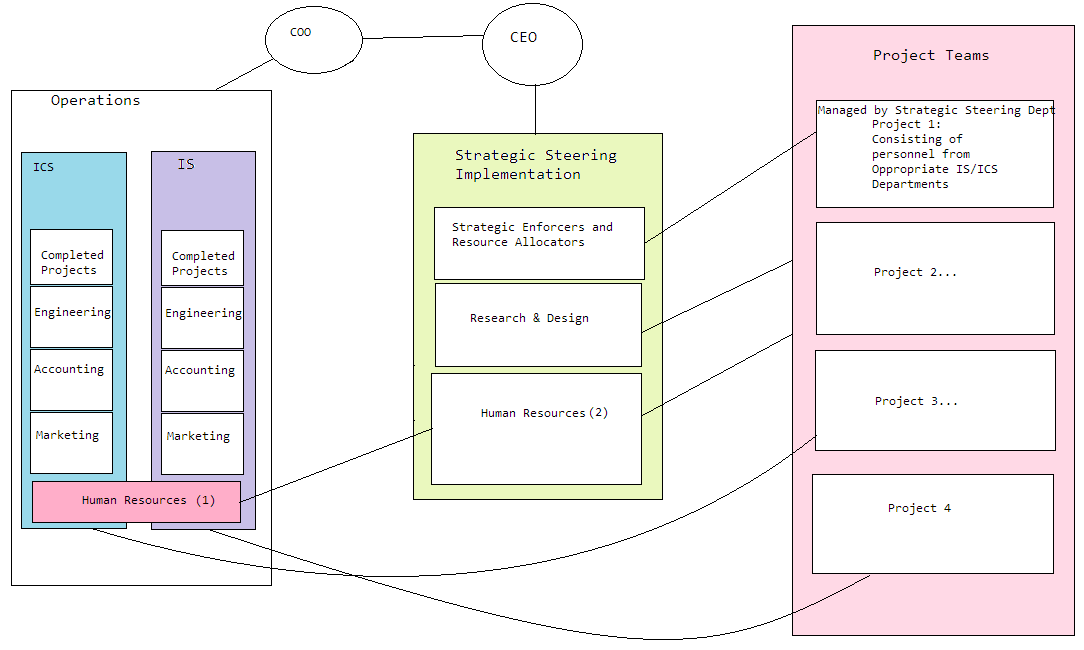 COO
CEO
Operations
ICS
Completed
Projects
Engineering
Accounting
Marketing
IS
Completed
Projects
Engineering
Accounting
Marketing
Human Resources (1)
Strategic Steering
Implementation
Strategic Enforcers and
Resource Allocators
Research & Design
Human Resources(2)
Project Teams
Managed by Strategic Steering Dept
Project 1:
Consisting of
personnel from
Oppropriate IS/ICS
Departments
Project 2...
Project 3...
Project 4